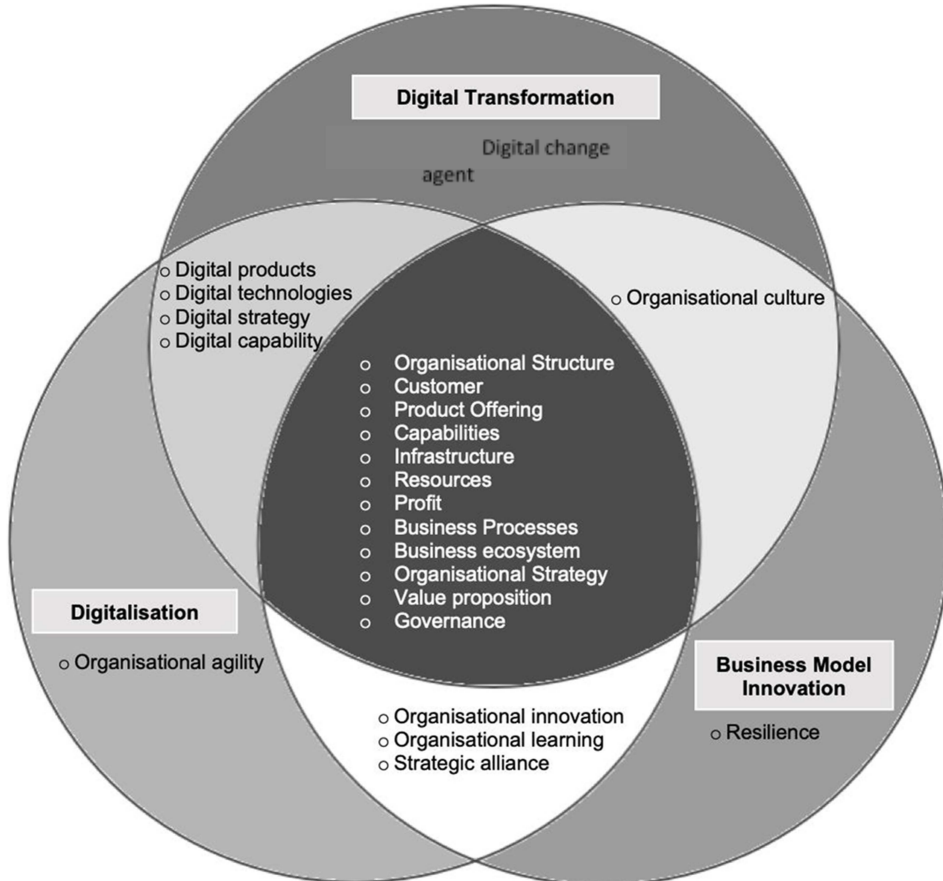 Digital Transformation
Digital change
agent
○ Digital products
○ Digital technologies
○ Digital strategy
○ Digital capability
○ Organisational culture
○ Organisational Structure
○ Customer
○ Product Offering
○ Capabilities
○ Infrastructure
○ Resources
○ Profit
○ Business Processes
○ Business ecosystem
○ Organisational Strategy
○ Value proposition
○ Governance
Digitalisation
○ Organisational agility
Business Model
Innovation
○ Resilience
○ Organisational innovation
○ Organisational learning
○ Strategic alliance